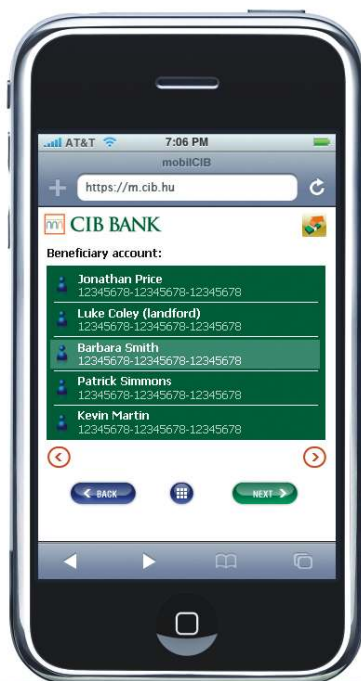 AT&T 7:06 PM
mobilCIB
https://m.cib.hu
CIB BANK
Beneficiary account:
Jonathan Price
12345678-12345678-12345678
Luke Coley (landford)
12345678-12345678-12345678
Barbara Smith
12345678-12345678-12345678
Patrick Simmons
12345678-12345678-12345678
Kevin Martin
12345678-12345678-12345678
BACK NEXT